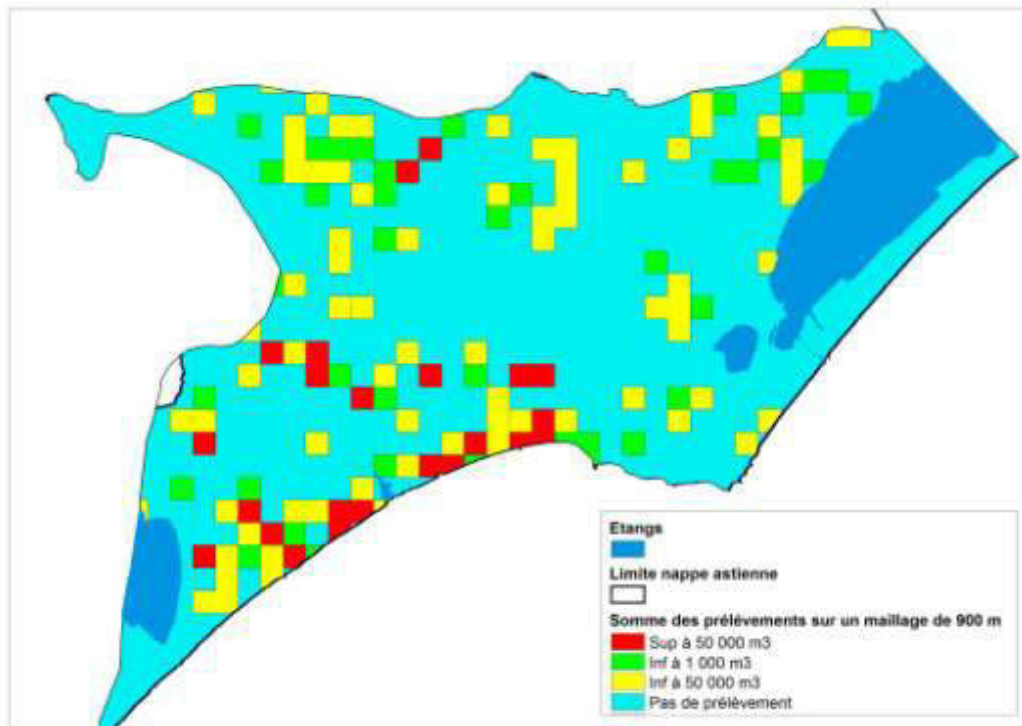 Etangs
Limite nappe astienne
Somme des prélèvements sur un maillage de 900 m
Sup à 50 000 m3
Inf à 1 000 m3
Inf à 50 000 m3
Pas de prélèvement